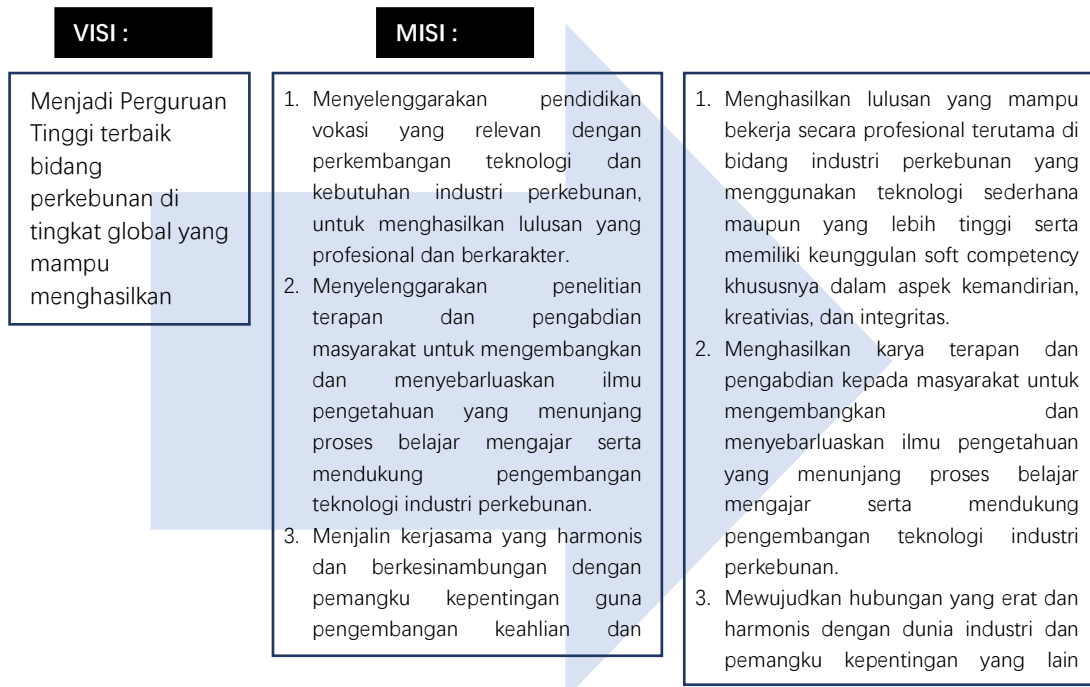 VISI :
Menjadi Perguruan
Tinggi terbaik
bidang
perkebunan di
tingkat global yang
mampu
menghasilkan
MISI :
1. Menyelenggarakan pendidikan
vokasi yang relevan dengan
perkembangan teknologi dan
kebutuhan industri perkebunan,
untuk menghasilkan lulusan yang
profesional dan berkarakter.
2. Menyelenggarakan penelitian
terapan dan pengabdian
masyarakat untuk mengembangkan
dan menyebarluaskan ilmu
pengetahuan yang menunjang
proses belajar mengajar serta
mendukung pengembangan
teknologi industri perkebunan.
3. Menjalin kerjasama yang harmonis
dan berkesinambungan dengan
pemangku kepentingan guna
pengembangan keahlian dan
1. Menghasilkan lulusan yang mampu
bekerja secara profesional terutama di
bidang industri perkebunan yang
menggunakan teknologi sederhana
maupun yang lebih tinggi serta
memiliki keunggulan soft competency
khususnya dalam aspek kemandirian,
kreativias, dan integritas.
2. Menghasilkan karya terapan dan
pengabdian kepada masyarakat untuk
mengembangkan dan
menyebarluaskan ilmu pengetahuan
yang menunjang proses belajar
mengajar serta mendukung
pengembangan teknologi industri
perkebunan.
3. Mewujudkan hubungan yang erat dan
harmonis dengan dunia industri dan
pemangku kepentingan yang lain